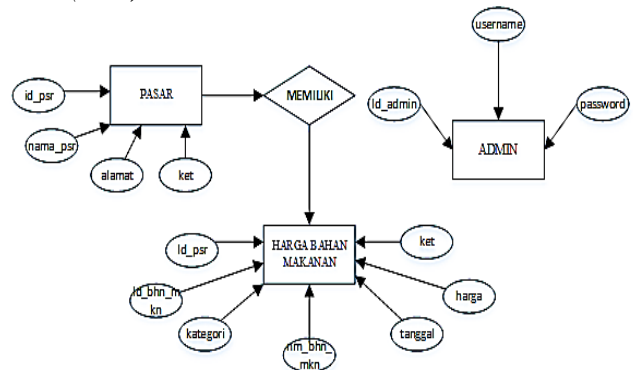 username
id_psr
PASAR
MEMILIKI
Id_admin
password
nama_psr
alamat
ket
ADMIN
Id_psr
HARGA BAHAN
MAKANAN
ket
Id_bhn_m
kn
harga
kategori
nm_bhn_
mkn
tanggal